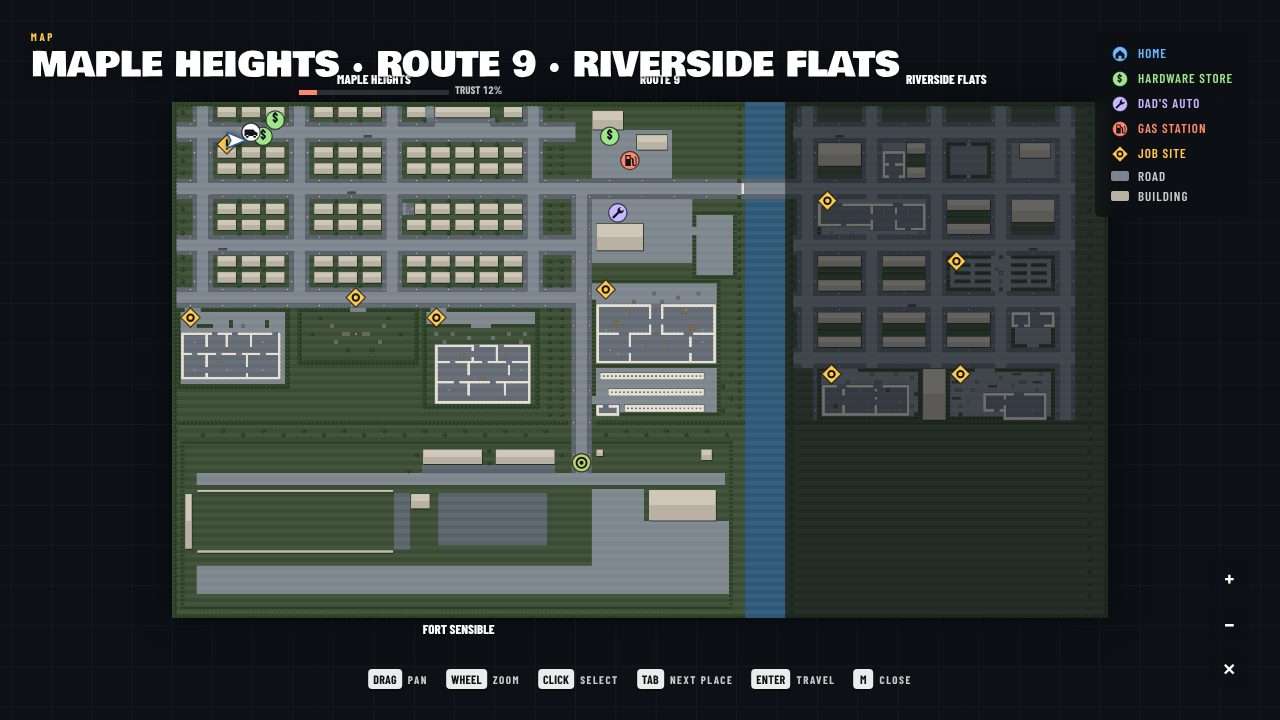 MAP
MAPLE HEIGHTS • ROUTE 9 • RIVERSIDE FLATS
MAPLE HEIGHTS
TRUST 12%
ROUTE 9
RIVERSIDE FLATS
HOME
$ HARDWARE STORE
DAD'S AUTO
GAS STATION
JOB SITE
ROAD
BUILDING
$
$
$
FORT SENSIBLE
+
−
×
DRAG PAN WHEEL ZOOM CLICK SELECT TAB NEXT PLACE ENTER TRAVEL M CLOSE